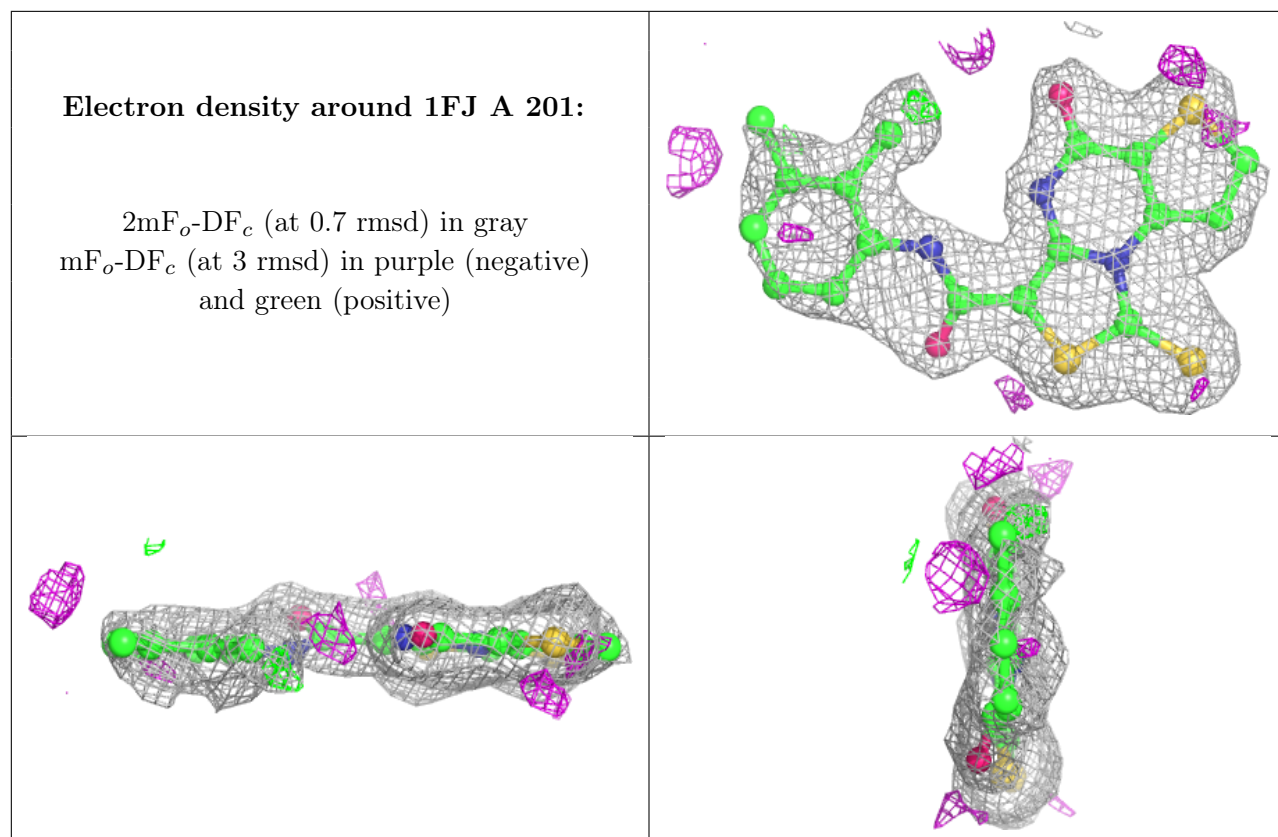 Electron density around 1FJ A 201:
2mFₒ-DF𝒸 (at 0.7 rmsd) in gray
mFₒ-DF𝒸 (at 3 rmsd) in purple (negative)
and green (positive)